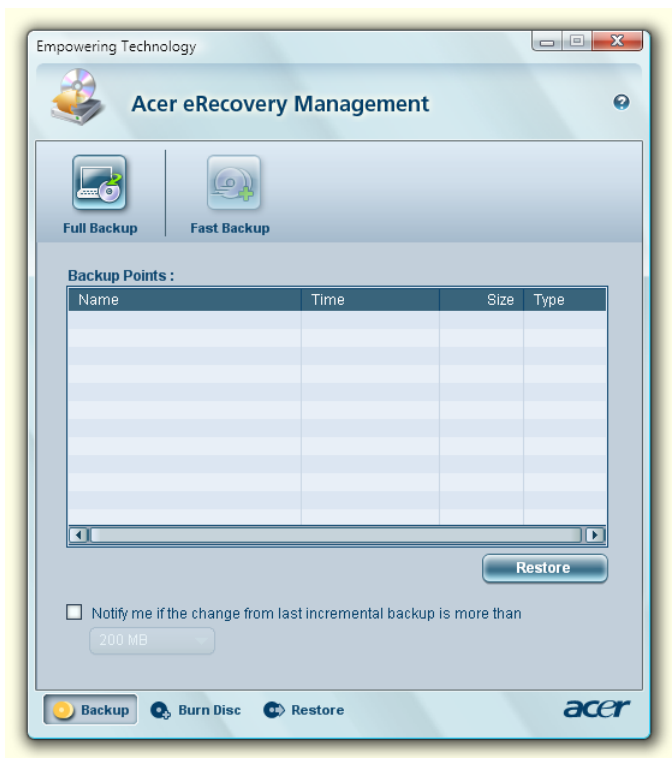 Empowering Technology
Acer eRecovery Management
Full Backup
Fast Backup
Backup Points :
Name Time Size Type
Restore
Notify me if the change from last incremental backup is more than
200 MB
Backup Burn Disc Restore acer